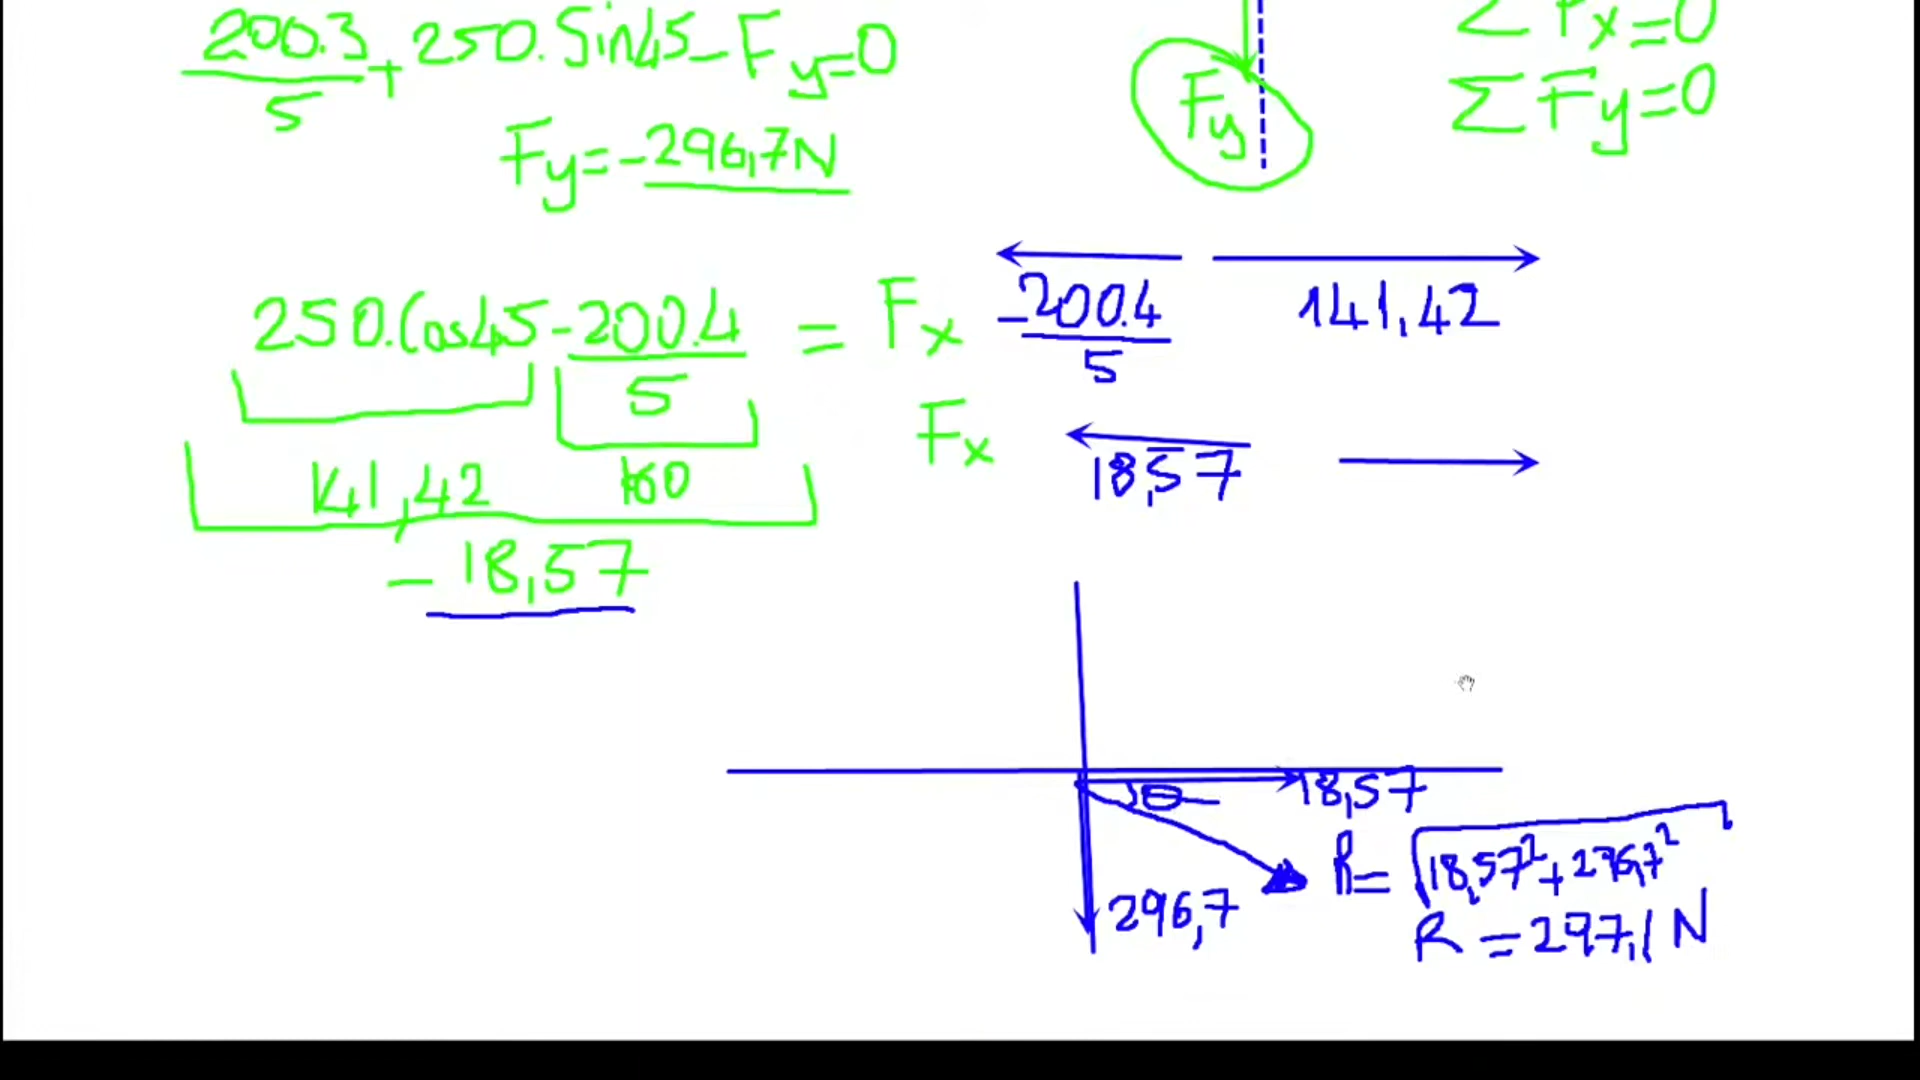 200.3/5 + 250.Sin45 - Fy=0
Fy=-296,7N
Fy
ΣFx=0
ΣFy=0
250.Cos45 - 200.4/5 = Fx
141,42 160
-18,57
Fx
-200.4/5 141,42
18,57
θ
18,57
296,7
R= √18,57²+296,7²
R =297,1N